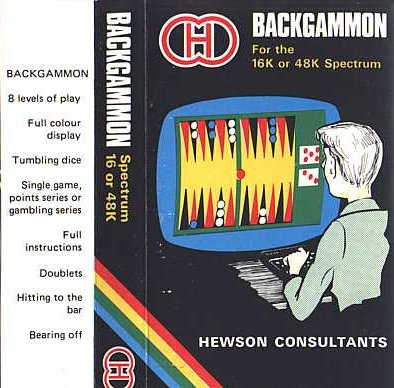 BACKGAMMON
8 levels of play
Full colour
display
Tumbling dice
Single game,
points series or
gambling series
Full
instructions
Doublets
Hitting to the
bar
Bearing off
BACKGAMMON
Spectrum
16 or 48K
BACKGAMMON
For the
16K or 48K Spectrum
HEWSON CONSULTANTS